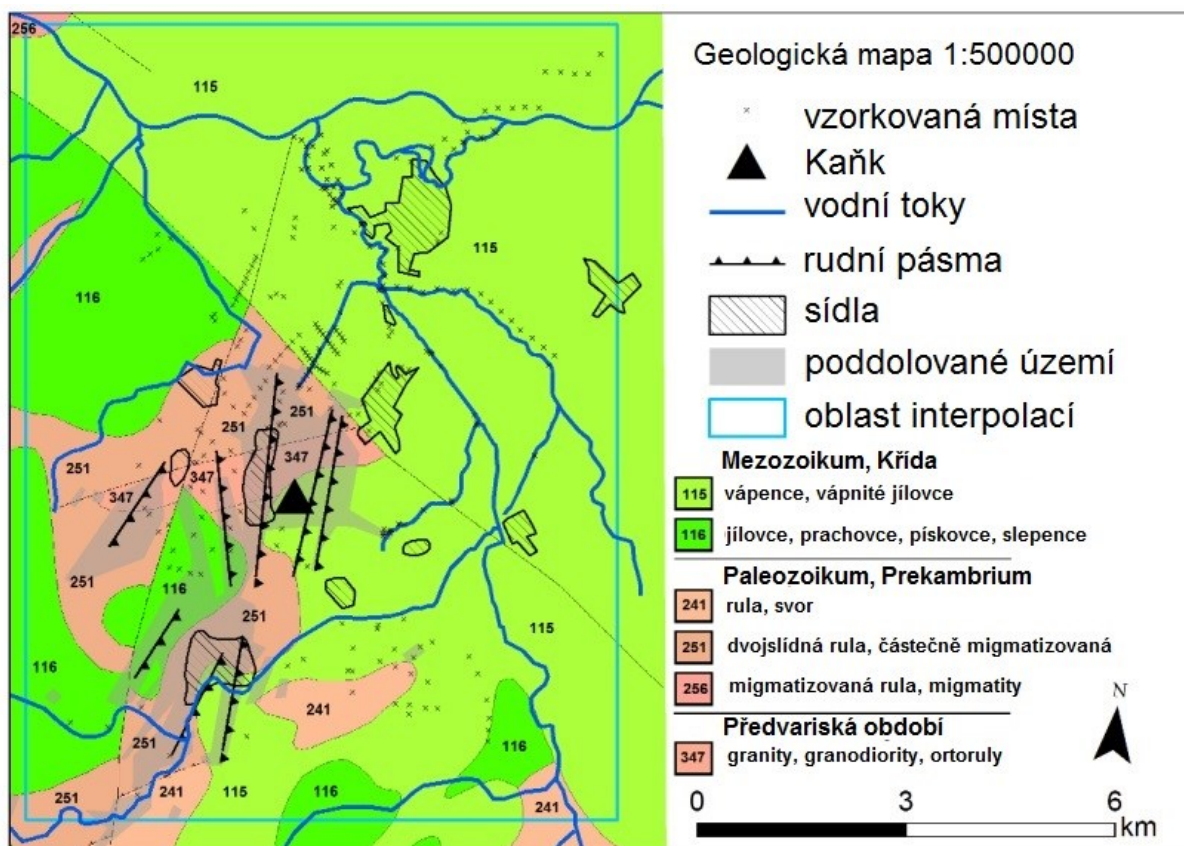 256
115
115
116
251
251
347
347
347
251
116
251
116
115
241
251
116
251
241
115
116
241
Geologická mapa 1:500000
vzorkovaná místa
Kaňk
vodní toky
rudní pásma
sídla
poddolované území
oblast interpolací
Mezozoikum, Křída
115 vápence, vápnité jílovce
116 jílovce, prachovce, pískovce, slepence
Paleozoikum, Prekambrium
241 rula, svor
251 dvojslídná rula, částečně migmatizovaná
256 migmatizovaná rula, migmatity
Předvariská období
347 granity, granodiority, ortoruly
N
0 3 6
km